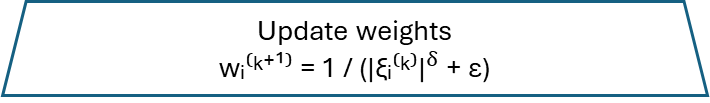 Update weights
wᵢ⁽ᵏ⁺¹⁾ = 1 / (|ξᵢ⁽ᵏ⁾|ᵟ + ε)